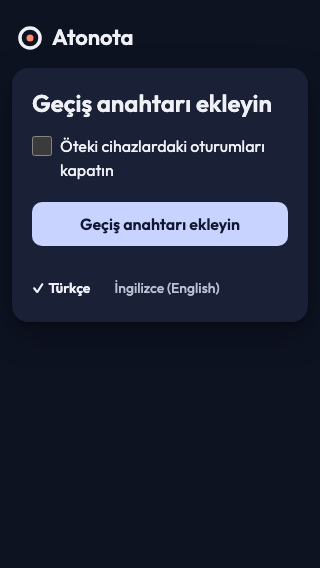 Atonota
Geçiş anahtarı ekleyin
Öteki cihazlardaki oturumları
kapatın
Geçiş anahtarı ekleyin
Türkçe
İngilizce (English)